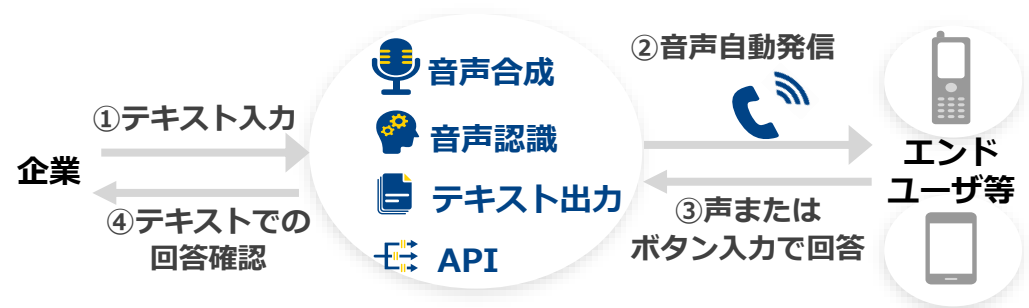 企業
①テキスト入力
④テキストでの
回答確認
音声合成
音声認識
テキスト出力
API
②音声自動発信
③声または
ボタン入力で回答
エンド
ユーザ等